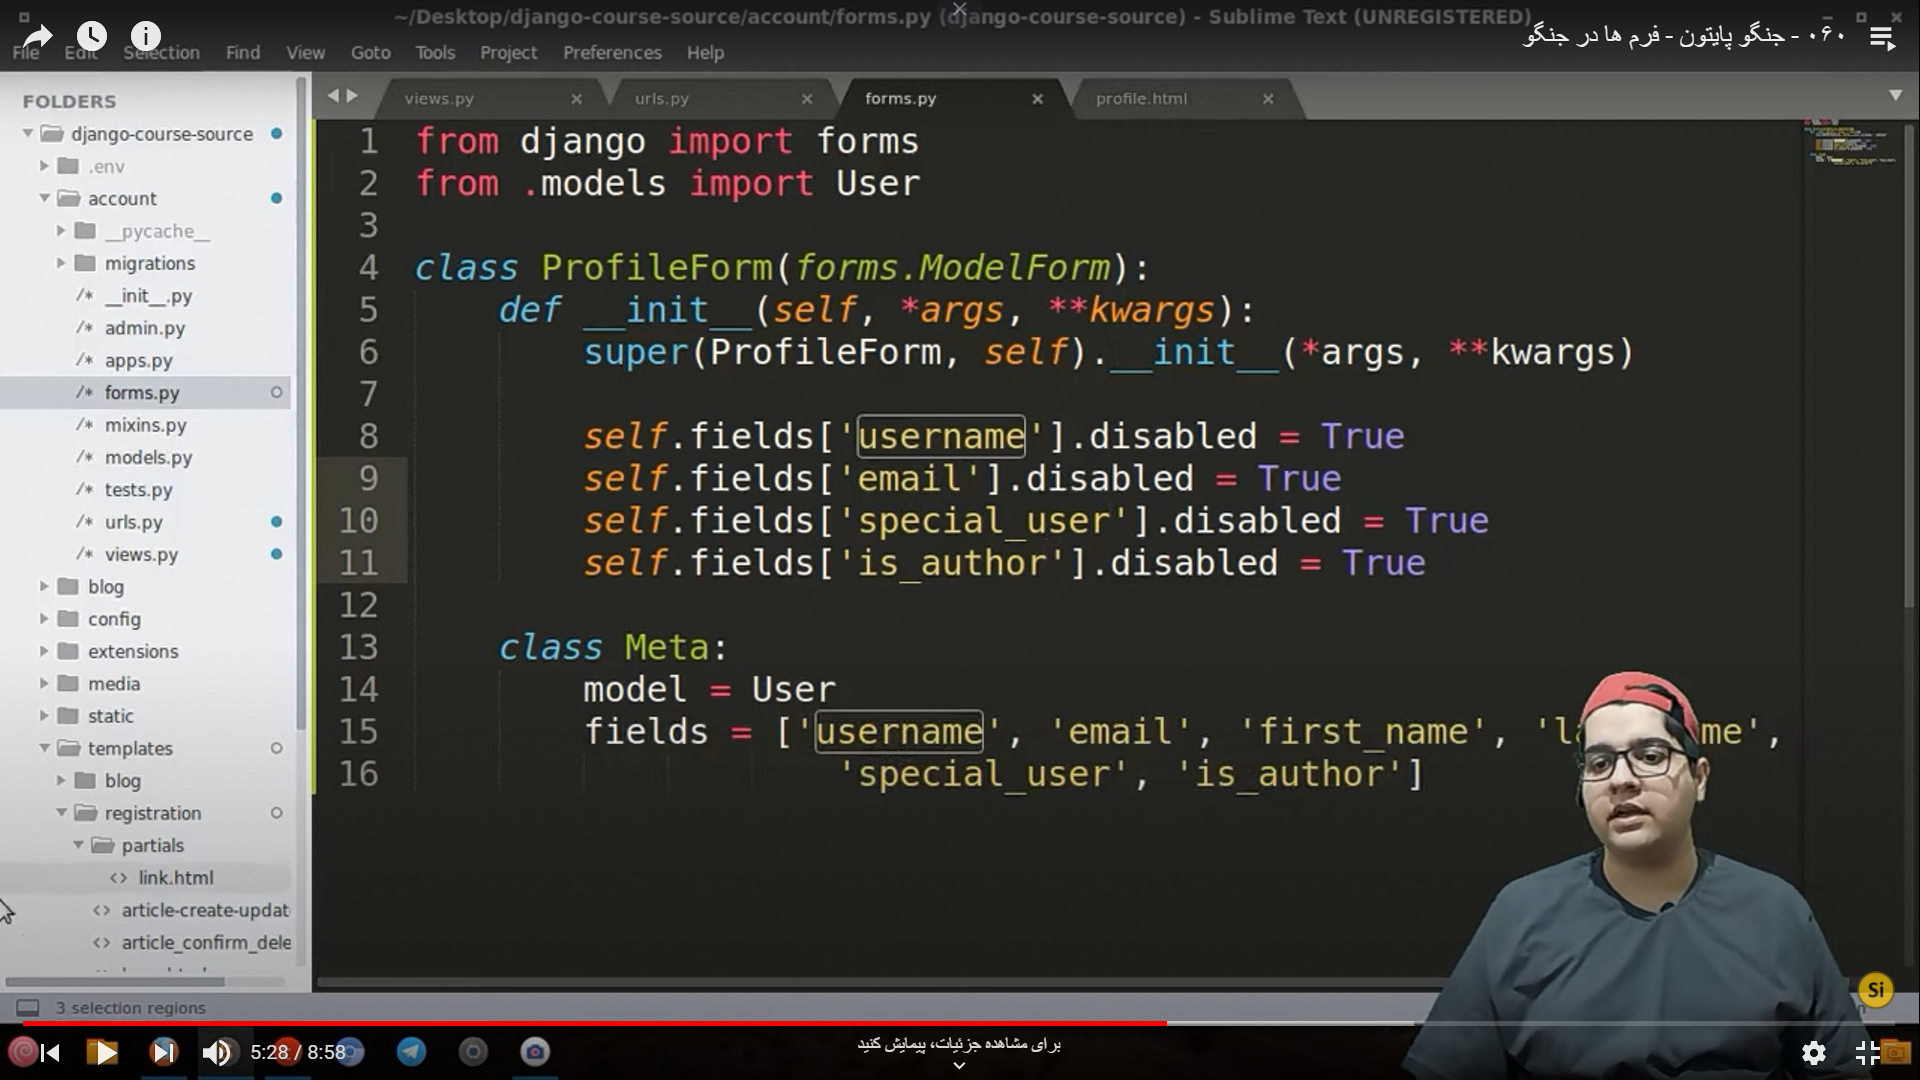 ~/Desktop/django-course-source/account/forms.py (django-course-source) - Sublime Text (UNREGISTERED)
۰۶۰ - جنگو پایتون - فرم ها در جنگو
File Edit Selection Find View Goto Tools Project Preferences Help
FOLDERS
django-course-source
.env
account
__pycache__
migrations
/* __init__.py
/* admin.py
/* apps.py
/* forms.py
/* mixins.py
/* models.py
/* tests.py
/* urls.py
/* views.py
blog
config
extensions
media
static
templates
blog
registration
partials
<> link.html
<> article-create-updat
<> article_confirm_dele
views.py × urls.py × forms.py × profile.html ×
1 from django import forms
2 from .models import User
3
4 class ProfileForm(forms.ModelForm):
5 def __init__(self, *args, **kwargs):
6 super(ProfileForm, self).__init__(*args, **kwargs)
7
8 self.fields['username'].disabled = True
9 self.fields['email'].disabled = True
10 self.fields['special_user'].disabled = True
11 self.fields['is_author'].disabled = True
12
13 class Meta:
14 model = User
15 fields = ['username', 'email', 'first_name', 'l me',
16 'special_user', 'is_author']
3 selection regions
Si
5:28 / 8:58
برای مشاهده جزئیات، پیمایش کنید